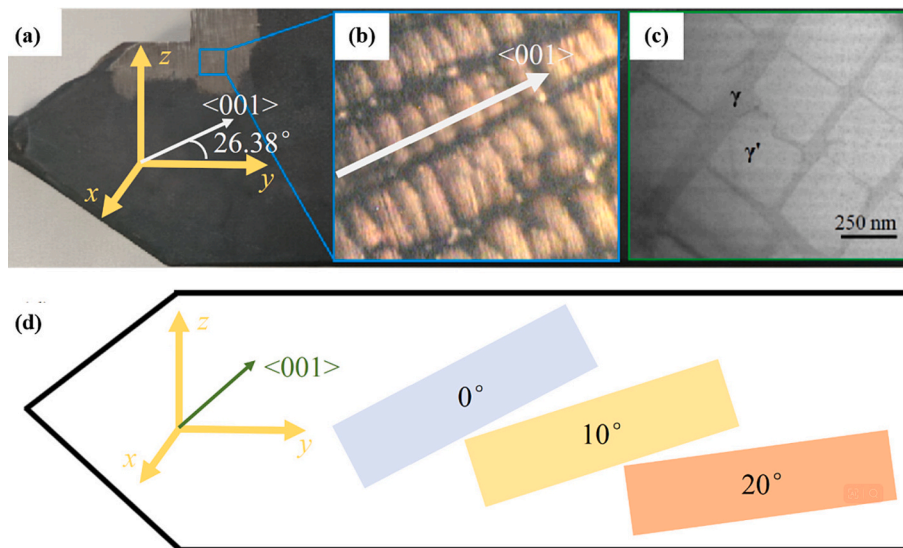 (a)
z
<001>
26.38°
x
y
(b)
<001>
(c)
γ
γ'
250 nm
(d)
z
<001>
x
y
0°
10°
20°